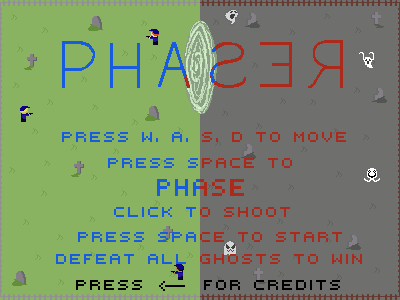 PHASER
PRESS W, A, S, D TO MOVE
PRESS SPACE TO
PHASE
CLICK TO SHOOT
PRESS SPACE TO START
DEFEAT ALL GHOSTS TO WIN
PRESS ← FOR CREDITS